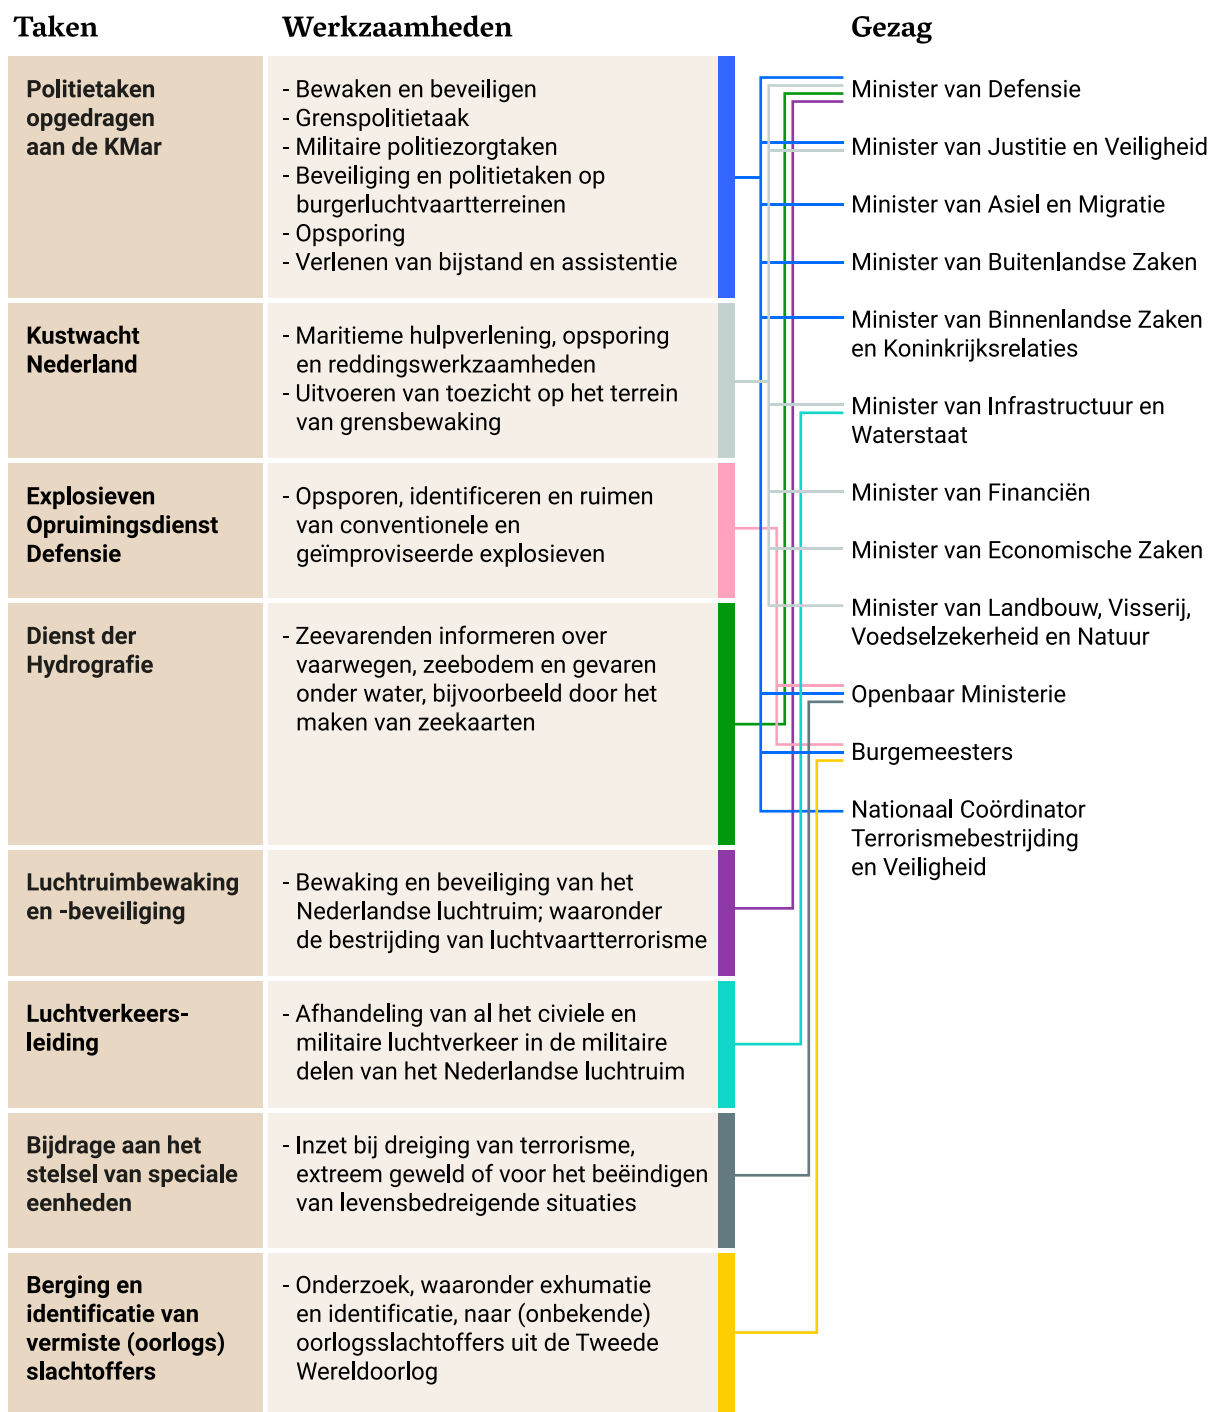 Taken
Werkzaamheden
Gezag
Politietaken
opgedragen
aan de KMar
- Bewaken en beveiligen
- Grenspolitietaak
- Militaire politiezorgtaken
- Beveiliging en politietaken op
burgerluchtvaartterreinen
- Opsporing
- Verlenen van bijstand en assistentie
Kustwacht
Nederland
- Maritieme hulpverlening, opsporing
en reddingswerkzaamheden
- Uitvoeren van toezicht op het terrein
van grensbewaking
Explosieven
Opruimingsdienst
Defensie
- Opsporen, identificeren en ruimen
van conventionele en
geïmproviseerde explosieven
Dienst der
Hydrografie
- Zeevarenden informeren over
vaarwegen, zeebodem en gevaren
onder water, bijvoorbeeld door het
maken van zeekaarten
Luchtruimbewaking
en -beveiliging
- Bewaking en beveiliging van het
Nederlandse luchtruim; waaronder
de bestrijding van luchtvaartterrorisme
Luchtverkeers-
leiding
- Afhandeling van al het civiele en
militaire luchtverkeer in de militaire
delen van het Nederlandse luchtruim
Bijdrage aan het
stelsel van speciale
eenheden
- Inzet bij dreiging van terrorisme,
extreem geweld of voor het beëindigen
van levensbedreigende situaties
Berging en
identificatie van
vermiste (oorlogs)
slachtoffers
- Onderzoek, waaronder exhumatie
en identificatie, naar (onbekende)
oorlogsslachtoffers uit de Tweede
Wereldoorlog
Minister van Defensie
Minister van Justitie en Veiligheid
Minister van Asiel en Migratie
Minister van Buitenlandse Zaken
Minister van Binnenlandse Zaken
en Koninkrijksrelaties
Minister van Infrastructuur en
Waterstaat
Minister van Financiën
Minister van Economische Zaken
Minister van Landbouw, Visserij,
Voedselzekerheid en Natuur
Openbaar Ministerie
Burgemeesters
Nationaal Coördinator
Terrorismebestrijding
en Veiligheid